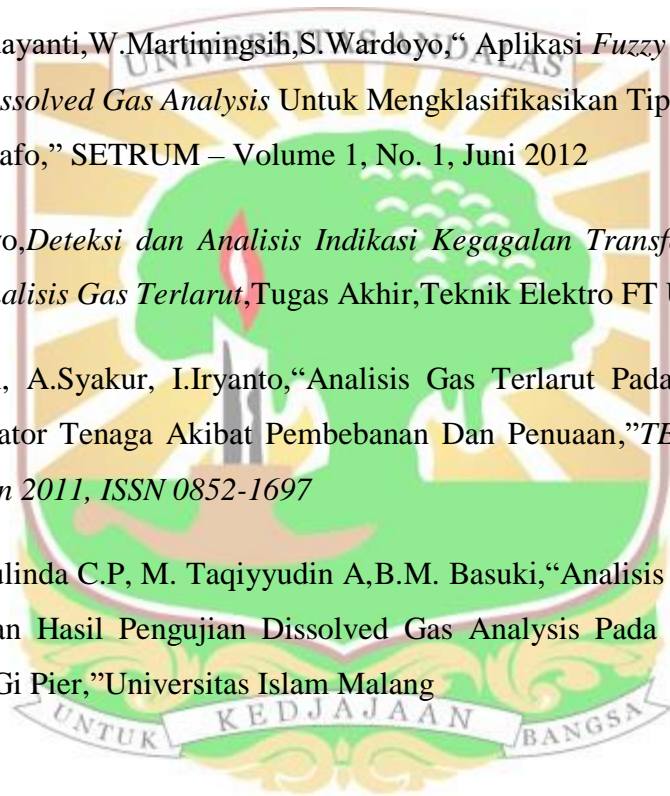 UNIVERSITAS ANDALAS
ayanti,W.Martiningsih,S.Wardoyo,“ Aplikasi Fuzzy
ssolved Gas Analysis Untuk Mengklasifikasikan Tip
afo,” SETRUM – Volume 1, No. 1, Juni 2012
o,Deteksi dan Analisis Indikasi Kegagalan Transf
alisis Gas Terlarut,Tugas Akhir,Teknik Elektro FT U
, A.Syakur, I.Iryanto,“Analisis Gas Terlarut Pada
ator Tenaga Akibat Pembebanan Dan Penuaan,”TE
n 2011, ISSN 0852-1697
ulinda C.P, M. Taqiyyudin A,B.M. Basuki,“Analisis
an Hasil Pengujian Dissolved Gas Analysis Pada
Gi Pier,”Universitas Islam Malang
UNTUK KEDJAJAAN BANGSA